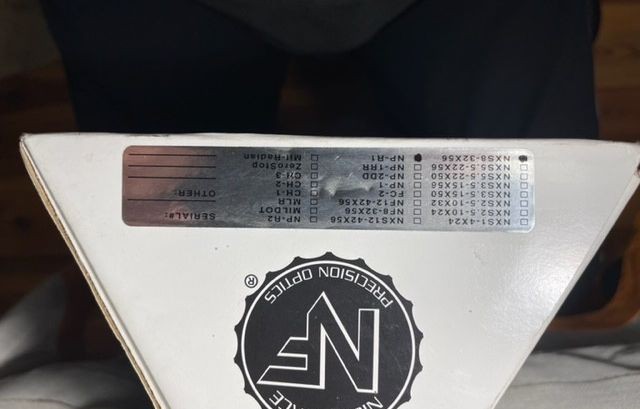 NXS1-4X24
NXS2.5-10X24
NXS2.5-10X32
NXS3.5-15X50
NXS3.5-15X56
NXS5.5-22X50
NXS5.5-22X56
NXS8-32X56
NXS12-42X56
NF8-32X56
NF12-42X56
FC-2
NP-1
NP-2DD
NP-1RR
NP-R1
NP-R2
MILDOT
MLR
CH-1
CH-2
CH-3
ZeroStop
Mil-Radian
SERIAL#:
OTHER:
NF
PRECISION OPTICS
®